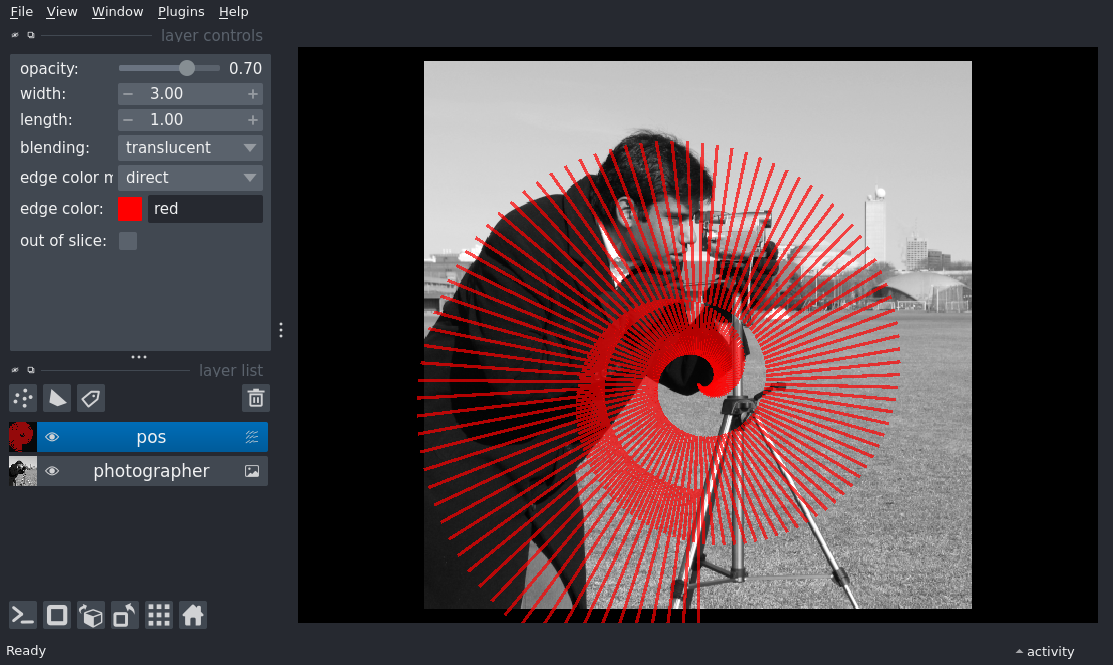 File View Window Plugins Help
layer controls
opacity: 0.70
width: 3.00
length: 1.00
blending: translucent
edge color m direct
edge color: red
out of slice:
layer list
pos
photographer
Ready
activity